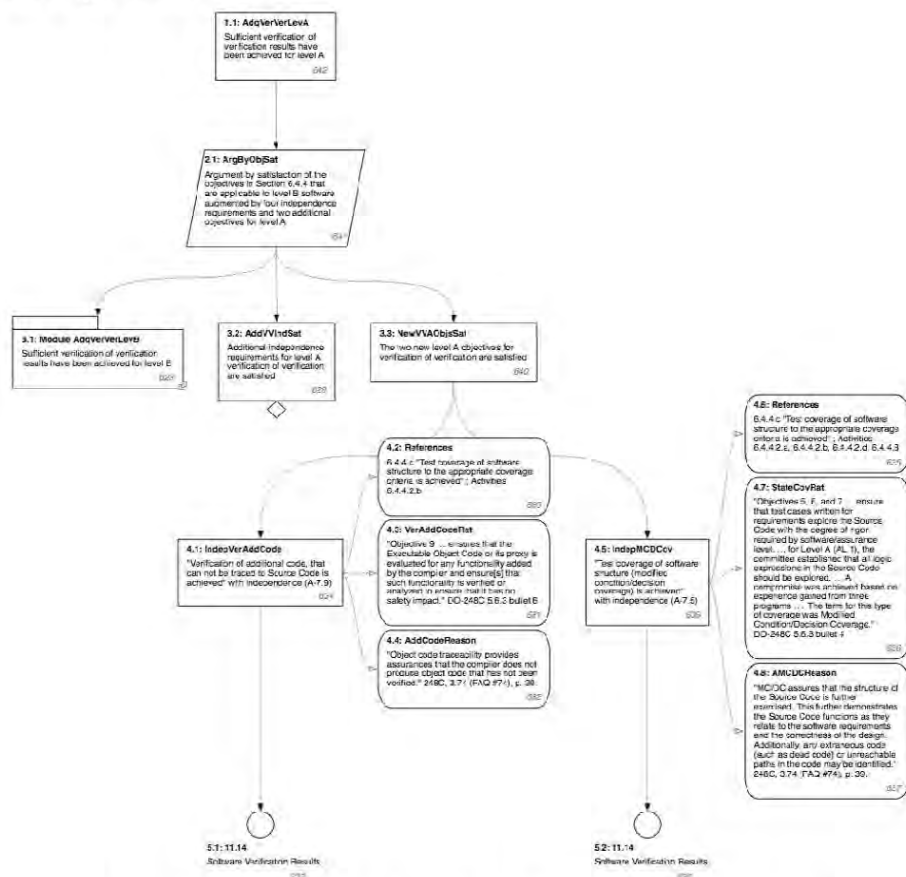 1.1: AdqVerVerLevA
Sufficient verification of
verification results have
been achieved for level A
642
2.1: ArgByObjSat
Argument by satisfaction of the
objectives in Section 6.4.4 that
are applicable to level B software
augmented by four independence
requirements and two additional
objectives for level A
641
3.1: Module AdqVerVerLevB
Sufficient verification of verification
results have been achieved for level B
3.2: AddVVIndSat
Additional independence
requirements for level A
verification of verification
are satisfied
639
3.3: NewVVAObjsSat
The two new level A objectives for
verification of verification are satisfied
640
4.2: References
6.4.4.c "Test coverage of software
structure to the appropriate coverage
criteria is achieved" ; Activities
6.4.4.2.b
4.1: IndepVerAddCode
"Verification of additional code, that
can not be traced to Source Code is
achieved" with independence (A-7.9)
634
4.3: VerAddCodeRat
"Objective 9 ... ensures that the
Executable Object Code or its proxy is
evaluated for any functionality added
by the compiler and ensure[s] that
such functionality is verified or
analyzed to ensure that it has no
safety impact." DO-248C 5.6.3 bullet 6
631
4.4: AddCodeReason
"Object code traceability provides
assurances that the compiler does not
produce object code that has not been
verified." 248C, 3.74 (FAQ #74), p. 39.
632
4.5: IndepMCDCov
"Test coverage of software
structure (modified
condition/decision
coverage) is achieved"
with independence (A-7.5)
4.6: References
6.4.4.c "Test coverage of software
structure to the appropriate coverage
criteria is achieved" ; Activities
6.4.4.2.a, 6.4.4.2.b, 6.4.4.2.d, 6.4.4.3
635
4.7: StateCovRat
"Objectives 5, 6, and 7 ... ensure
that test cases written for
requirements explore the Source
Code with the degree of rigor
required by software/assurance
level. ..., for Level A (AL 1), the
committee established that all logic
expressions in the Source Code
should be explored. ... A
compromise was achieved based on
experience gained from three
programs ... The term for this type
of coverage was Modified
Condition/Decision Coverage."
DO-248C 5.6.3 bullet 4
4.8: AMCDCReason
"MC/DC assures that the structure of
the Source Code is further
exercised. This further demonstrates
the Source Code functions as they
relate to the software requirements
and the correctness of the design.
Additionally, any extraneous code
(such as dead code) or unreachable
paths in the code may be identified."
248C, 3.74 (FAQ #74), p. 39.
637
5.1: 11.14
Software Verification Results
5.2: 11.14
Software Verification Results